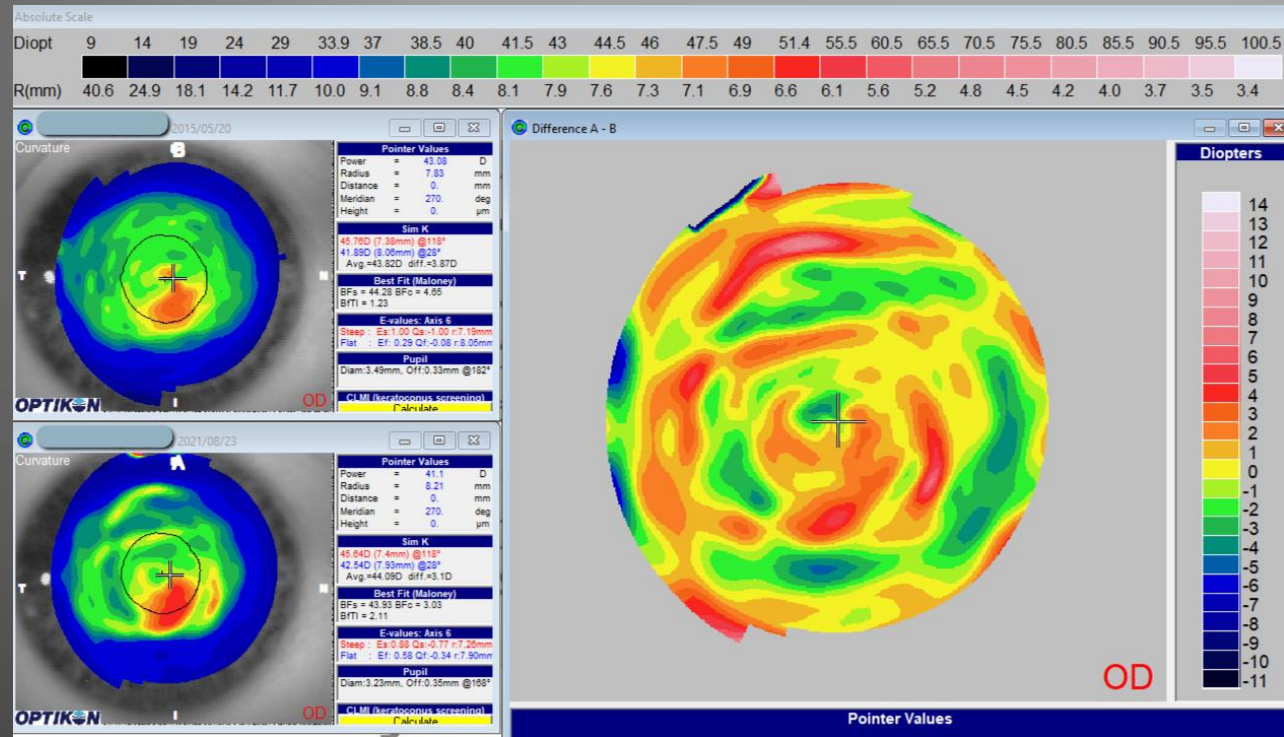 Absolute Scale
Diopt 9 14 19 24 29 33.9 37 38.5 40 41.5 43 44.5 46 47.5 49 51.4 55.5 60.5 65.5 70.5 75.5 80.5 85.5 90.5 95.5 100.5
R(mm) 40.6 24.9 18.1 14.2 11.7 10.0 9.1 8.8 8.4 8.1 7.9 7.6 7.3 7.1 6.9 6.6 6.1 5.6 5.2 4.8 4.5 4.2 4.0 3.7 3.5 3.4
2015/05/20
Curvature
B
T
N
I
OPTIKON
OD
Pointer Values
Power = 43.08 D
Radius = 7.83 mm
Distance = 0. mm
Meridian = 270. deg
Height = 0. µm
Sim K
45.76D (7.38mm) @118°
41.89D (8.06mm) @28°
Avg.=43.82D diff.=3.87D
Best Fit (Maloney)
BFs = 44.28 BFc = 4.65
BfTI = 1.23
E-values: Axis 6
Steep : Es:1.00 Qs:-1.00 r:7.19mm
Flat : Ef: 0.29 Qf:-0.08 r:8.05mm
Pupil
Diam:3.49mm, Off:0.33mm @182°
CLMI (keratoconus screening)
Calculate
2021/08/23
Curvature
A
T
I
OPTIKON
OD
Pointer Values
Power = 41.1 D
Radius = 8.21 mm
Distance = 0. mm
Meridian = 270. deg
Height = 0. µm
Sim K
45.64D (7.4mm) @118°
42.54D (7.93mm) @28°
Avg.=44.09D diff.=3.1D
Best Fit (Maloney)
BFs = 43.93 BFc = 3.03
BfTI = 2.11
E-values: Axis 6
Steep : Es:0.88 Qs:-0.77 r:7.26mm
Flat : Ef: 0.58 Qf:-0.34 r:7.90mm
Pupil
Diam:3.23mm, Off:0.35mm @168°
CLMI (keratoconus screening)
Calculate
Difference A - B
OD
Diopters
14
13
12
11
10
9
8
7
6
5
4
3
2
1
0
-1
-2
-3
-4
-5
-6
-7
-8
-9
-10
-11
Pointer Values